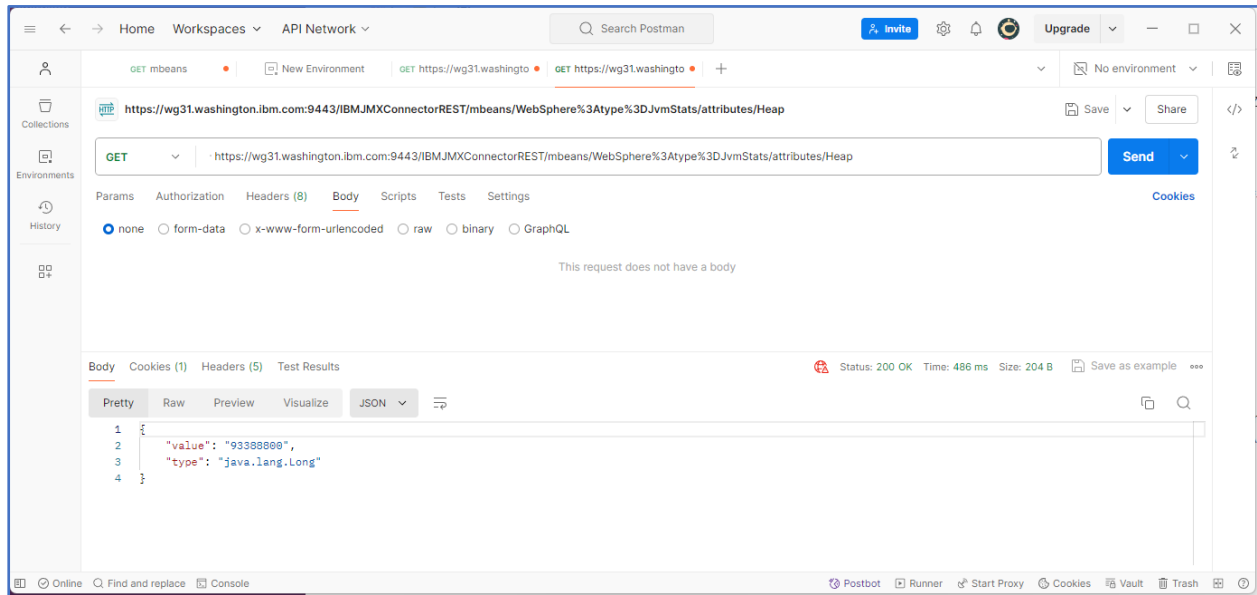 Home Workspaces API Network Search Postman Invite Upgrade
GET mbeans GET New Environment GET https://wg31.washingto GET https://wg31.washingto No environment
HTTP https://wg31.washington.ibm.com:9443/IBMJMXConnectorREST/mbeans/WebSphere%3Atype%3DJvmStats/attributes/Heap Save Share
Collections
GET https://wg31.washington.ibm.com:9443/IBMJMXConnectorREST/mbeans/WebSphere%3Atype%3DJvmStats/attributes/Heap Send
Environments
Params Authorization Headers (8) Body Scripts Tests Settings Cookies
History
none form-data x-www-form-urlencoded raw binary GraphQL
This request does not have a body
Body Cookies (1) Headers (5) Test Results Status: 200 OK Time: 486 ms Size: 204 B Save as example
Pretty Raw Preview Visualize JSON
1 {
2 "value": "93388800",
3 "type": "java.lang.Long"
4 }
Online Find and replace Console Postbot Runner Start Proxy Cookies Vault Trash